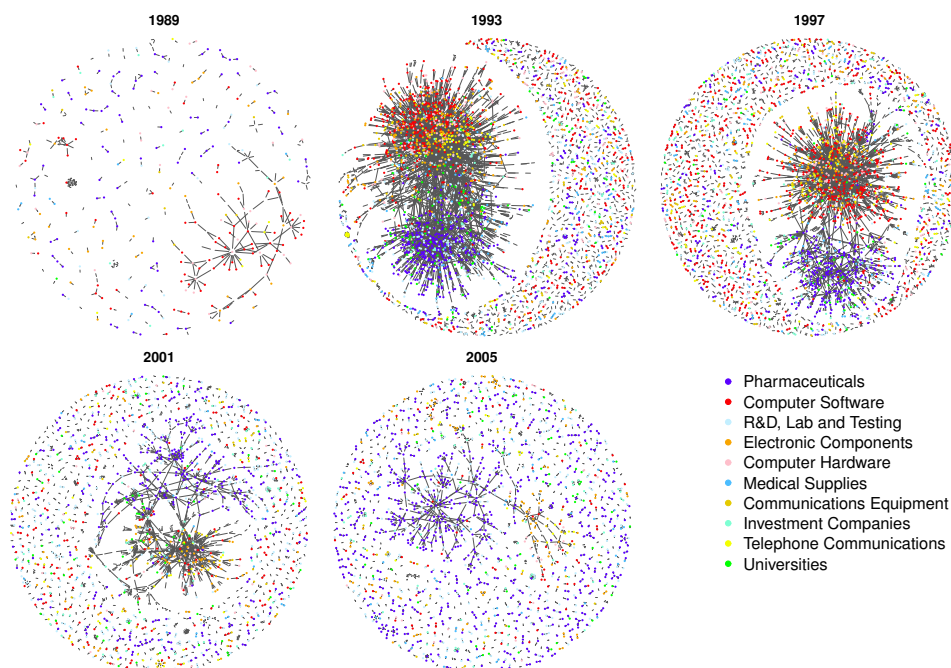 1989
1993
1997
2001
2005
Pharmaceuticals
Computer Software
R&D, Lab and Testing
Electronic Components
Computer Hardware
Medical Supplies
Communications Equipment
Investment Companies
Telephone Communications
Universities